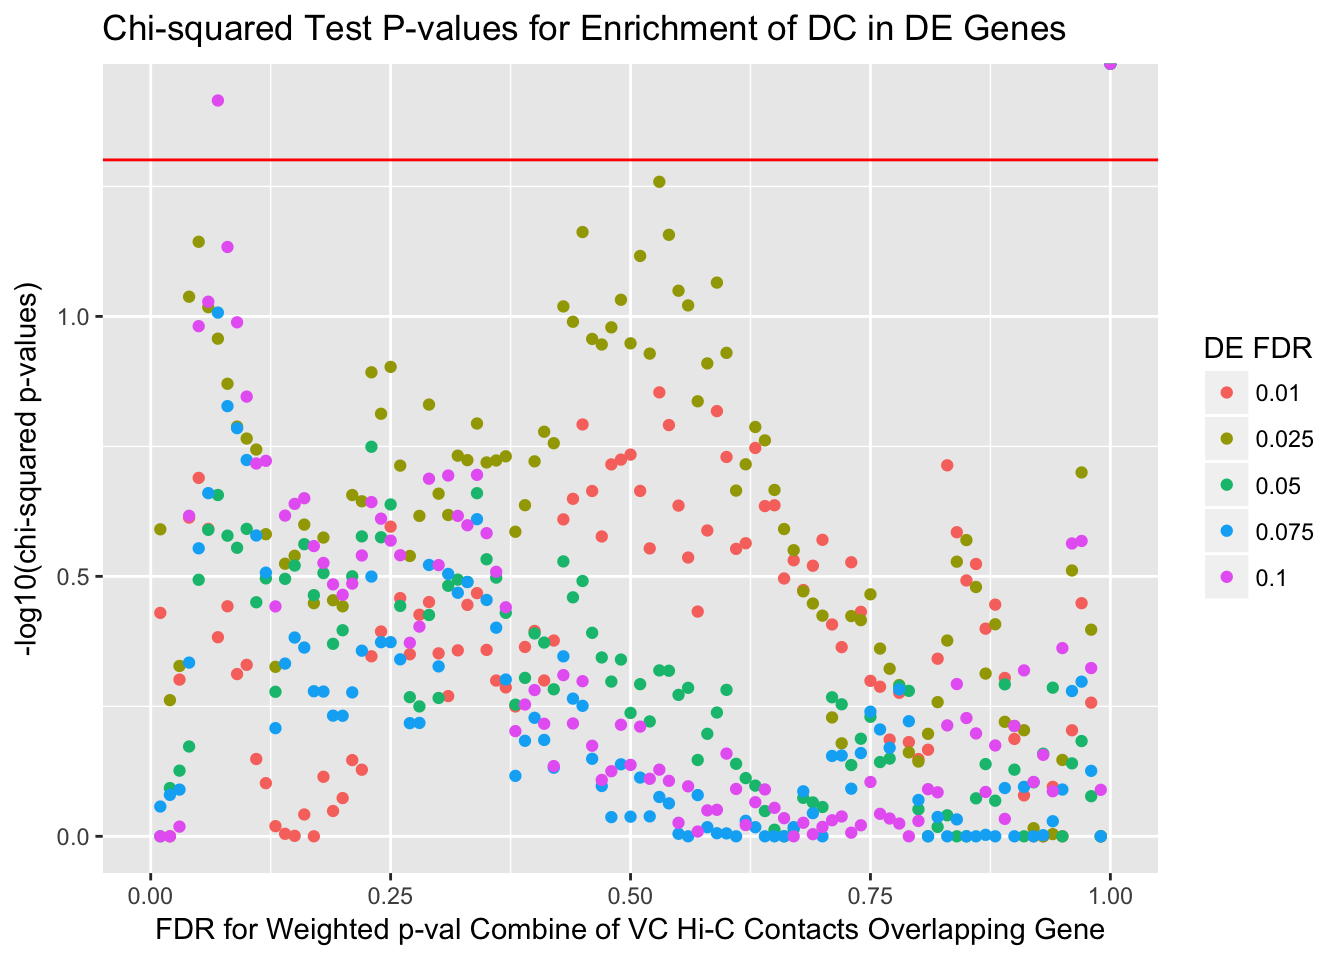 Chi-squared Test P-values for Enrichment of DC in DE Genes
-log10(chi-squared p-values)
1.0
0.5
0.0
0.00 0.25 0.50 0.75 1.00
FDR for Weighted p-val Combine of VC Hi-C Contacts Overlapping Gene
DE FDR
0.01
0.025
0.05
0.075
0.1